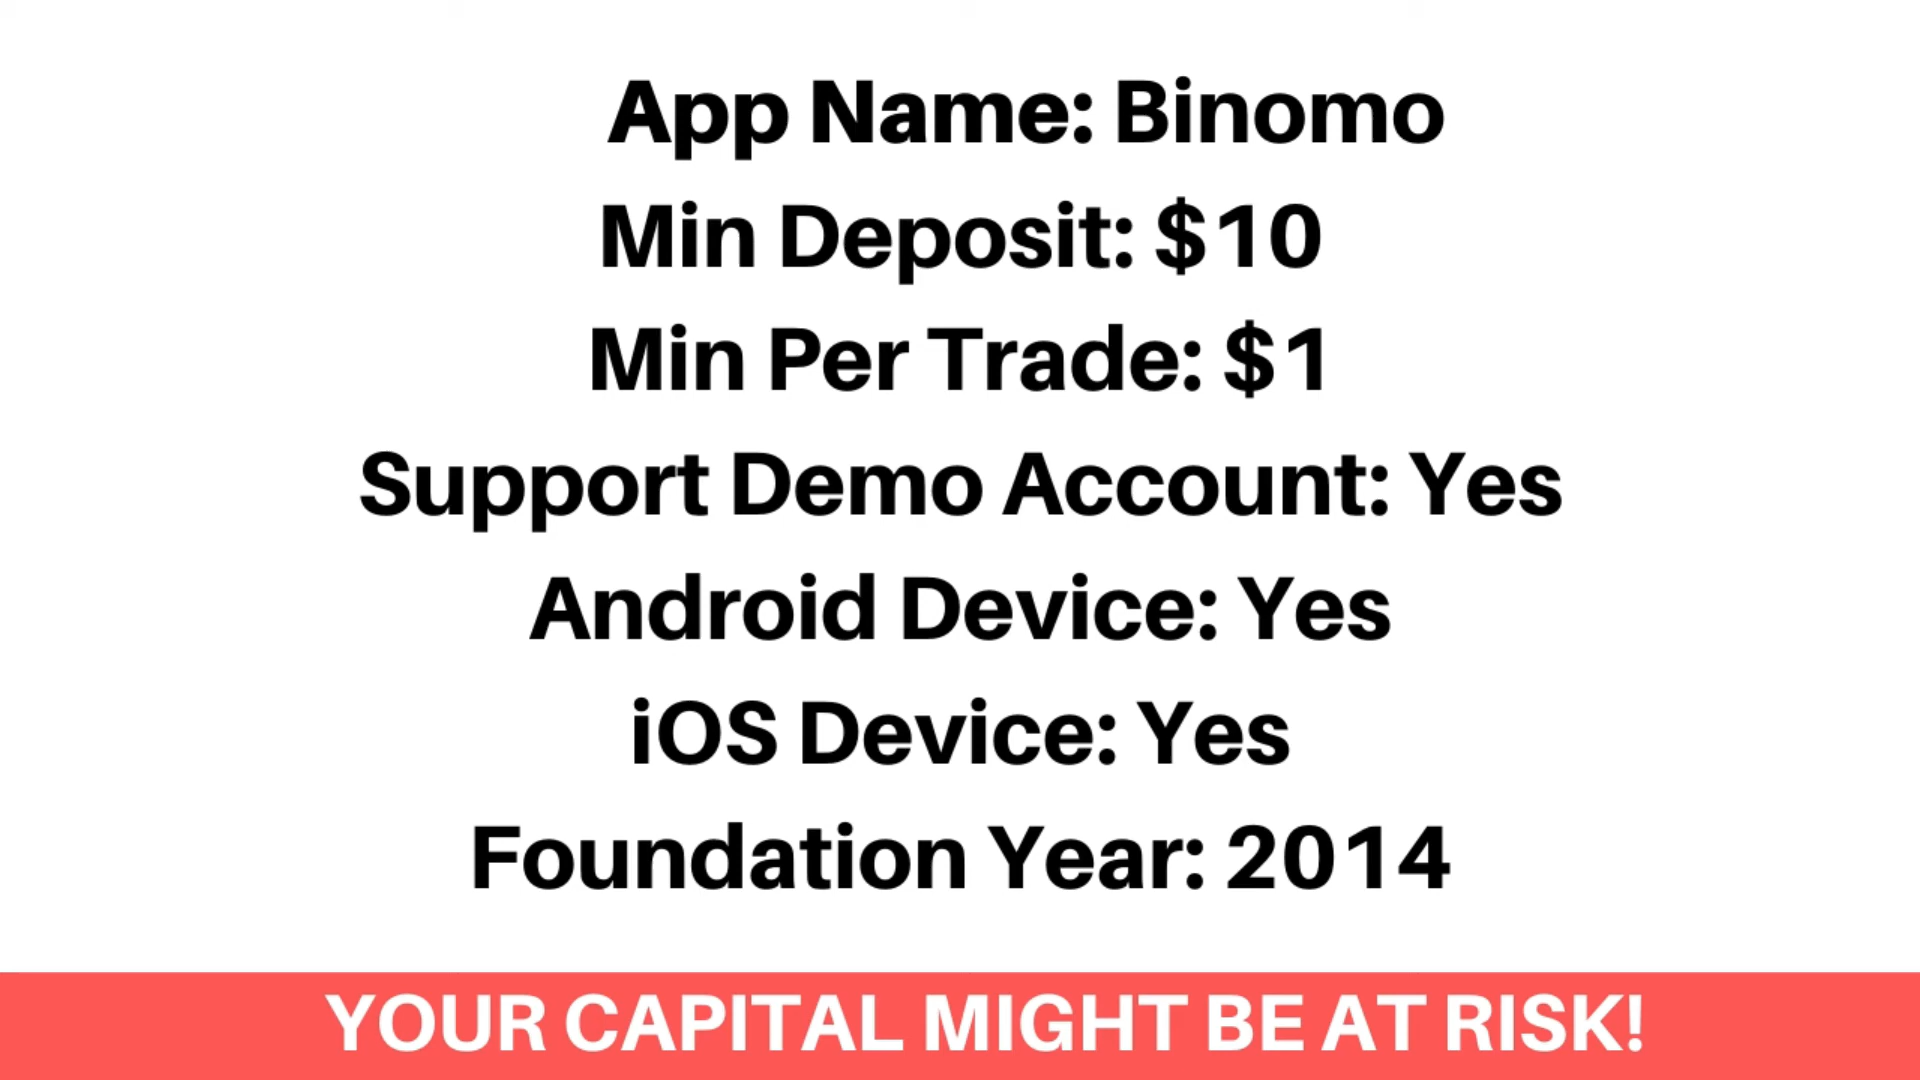 App Name: Binomo
Min Deposit: $10
Min Per Trade: $1
Support Demo Account: Yes
Android Device: Yes
iOS Device: Yes
Foundation Year: 2014
YOUR CAPITAL MIGHT BE AT RISK!